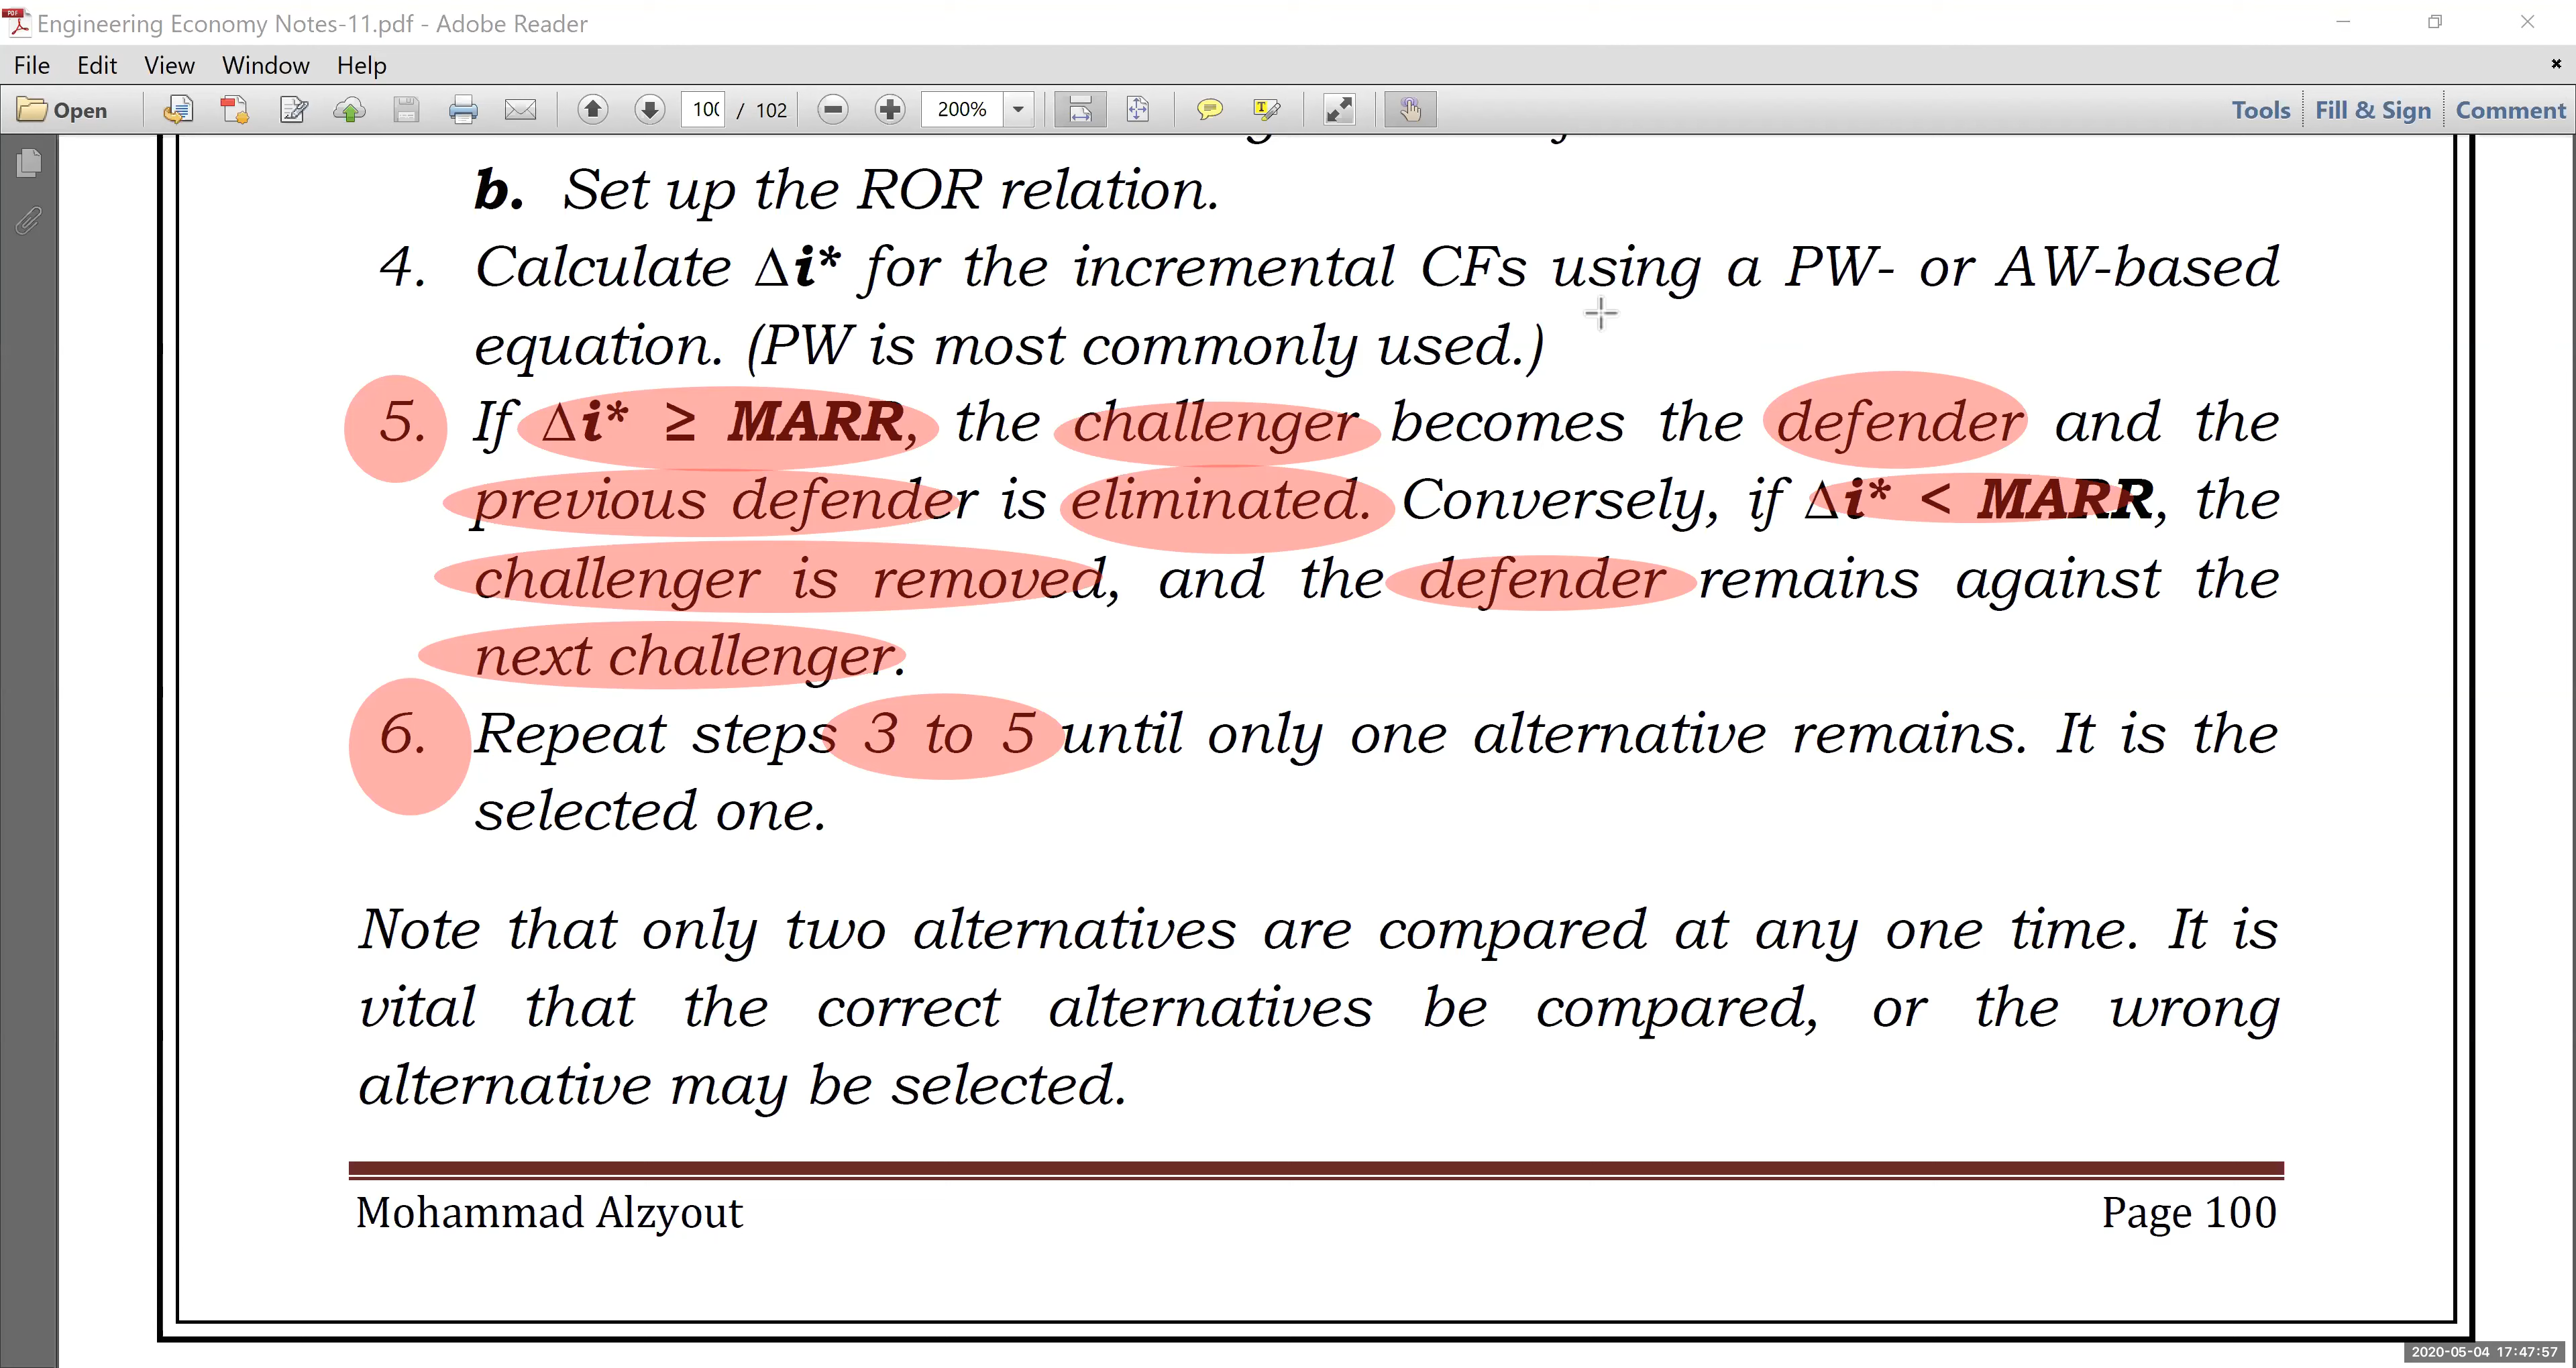 Engineering Economy Notes-11.pdf - Adobe Reader
File Edit View Window Help
Open 100 / 102 200% Tools Fill & Sign Comment
b. Set up the ROR relation.
4. Calculate Δi* for the incremental CFs using a PW- or AW-based
equation. (PW is most commonly used.)
5. If Δi* ≥ MARR, the challenger becomes the defender and the
previous defender is eliminated. Conversely, if Δi* < MARR, the
challenger is removed, and the defender remains against the
next challenger.
6. Repeat steps 3 to 5 until only one alternative remains. It is the
selected one.
Note that only two alternatives are compared at any one time. It is
vital that the correct alternatives be compared, or the wrong
alternative may be selected.
Mohammad Alzyout Page 100
2020-05-04 17:47:57